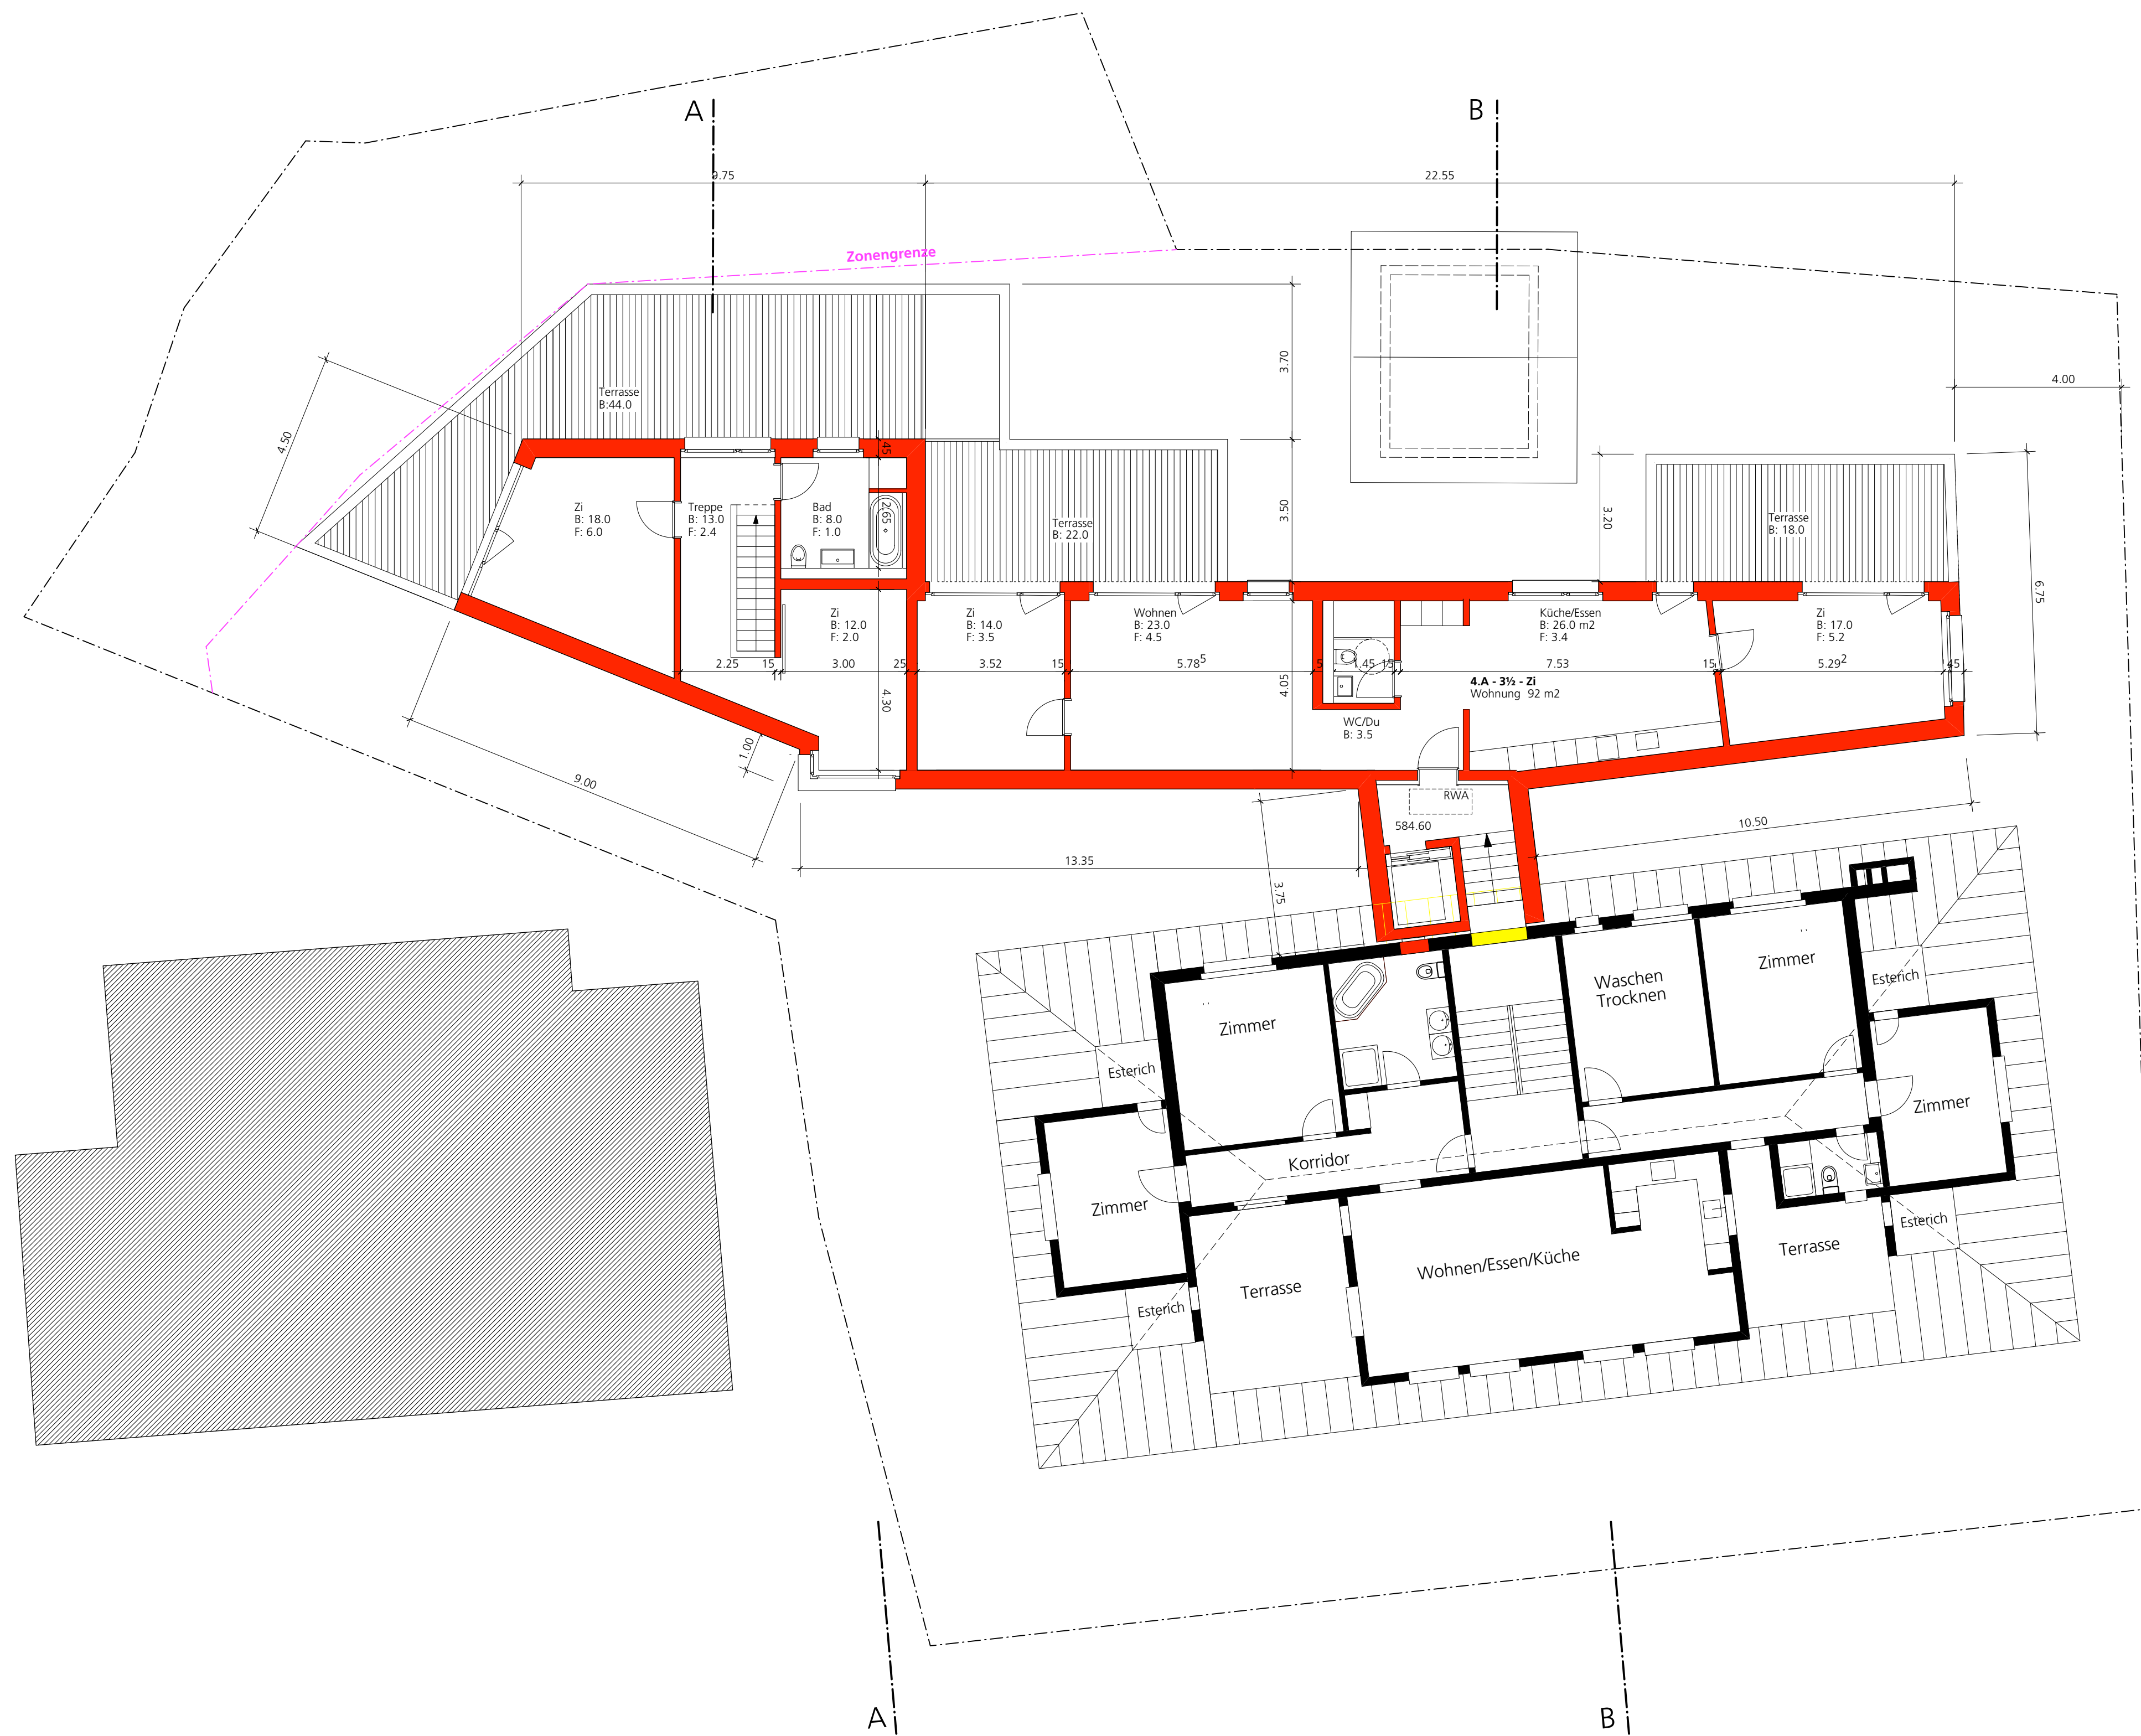 A
B
9.75
22.55
Zonengrenze
3.70
4.00
Terrasse
B:44.0
4.50
45
Zi
B: 18.0
F: 6.0
Treppe
B: 13.0
F: 2.4
Bad
B: 8.0
F: 1.0
2.65
Terrasse
B: 22.0
3.50
3.20
Terrasse
B: 18.0
6.75
Zi
B: 12.0
F: 2.0
Zi
B: 14.0
F: 3.5
Wohnen
B: 23.0
F: 4.5
Küche/Essen
B: 26.0 m2
F: 3.4
Zi
B: 17.0
F: 5.2
2.25
15
3.00
25
3.52
15
5.78⁵
5
1.45
15
7.53
15
5.29²
45
4.30
4.05
4.A - 3½ - Zi
Wohnung 92 m2
WC/Du
B: 3.5
1.00
9.00
RWA
584.60
10.50
13.35
3.75
Zimmer
Waschen
Trocknen
Zimmer
Esterich
Esterich
Zimmer
Korridor
Zimmer
Wohnen/Essen/Küche
Terrasse
Terrasse
Esterich
Esterich
A
B